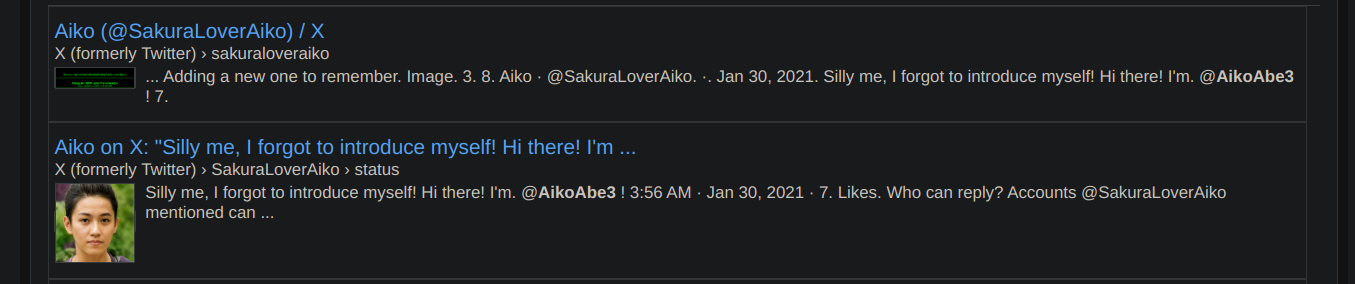 Aiko (@SakuraLoverAiko) / X
X (formerly Twitter) › sakuraloveraiko
... Adding a new one to remember. Image. 3. 8. Aiko · @SakuraLoverAiko. ·. Jan 30, 2021. Silly me, I forgot to introduce myself! Hi there! I'm. @AikoAbe3
! 7.
Aiko on X: "Silly me, I forgot to introduce myself! Hi there! I'm ...
X (formerly Twitter) › SakuraLoverAiko › status
Silly me, I forgot to introduce myself! Hi there! I'm. @AikoAbe3 ! 3:56 AM · Jan 30, 2021 · 7. Likes. Who can reply? Accounts @SakuraLoverAiko
mentioned can ...